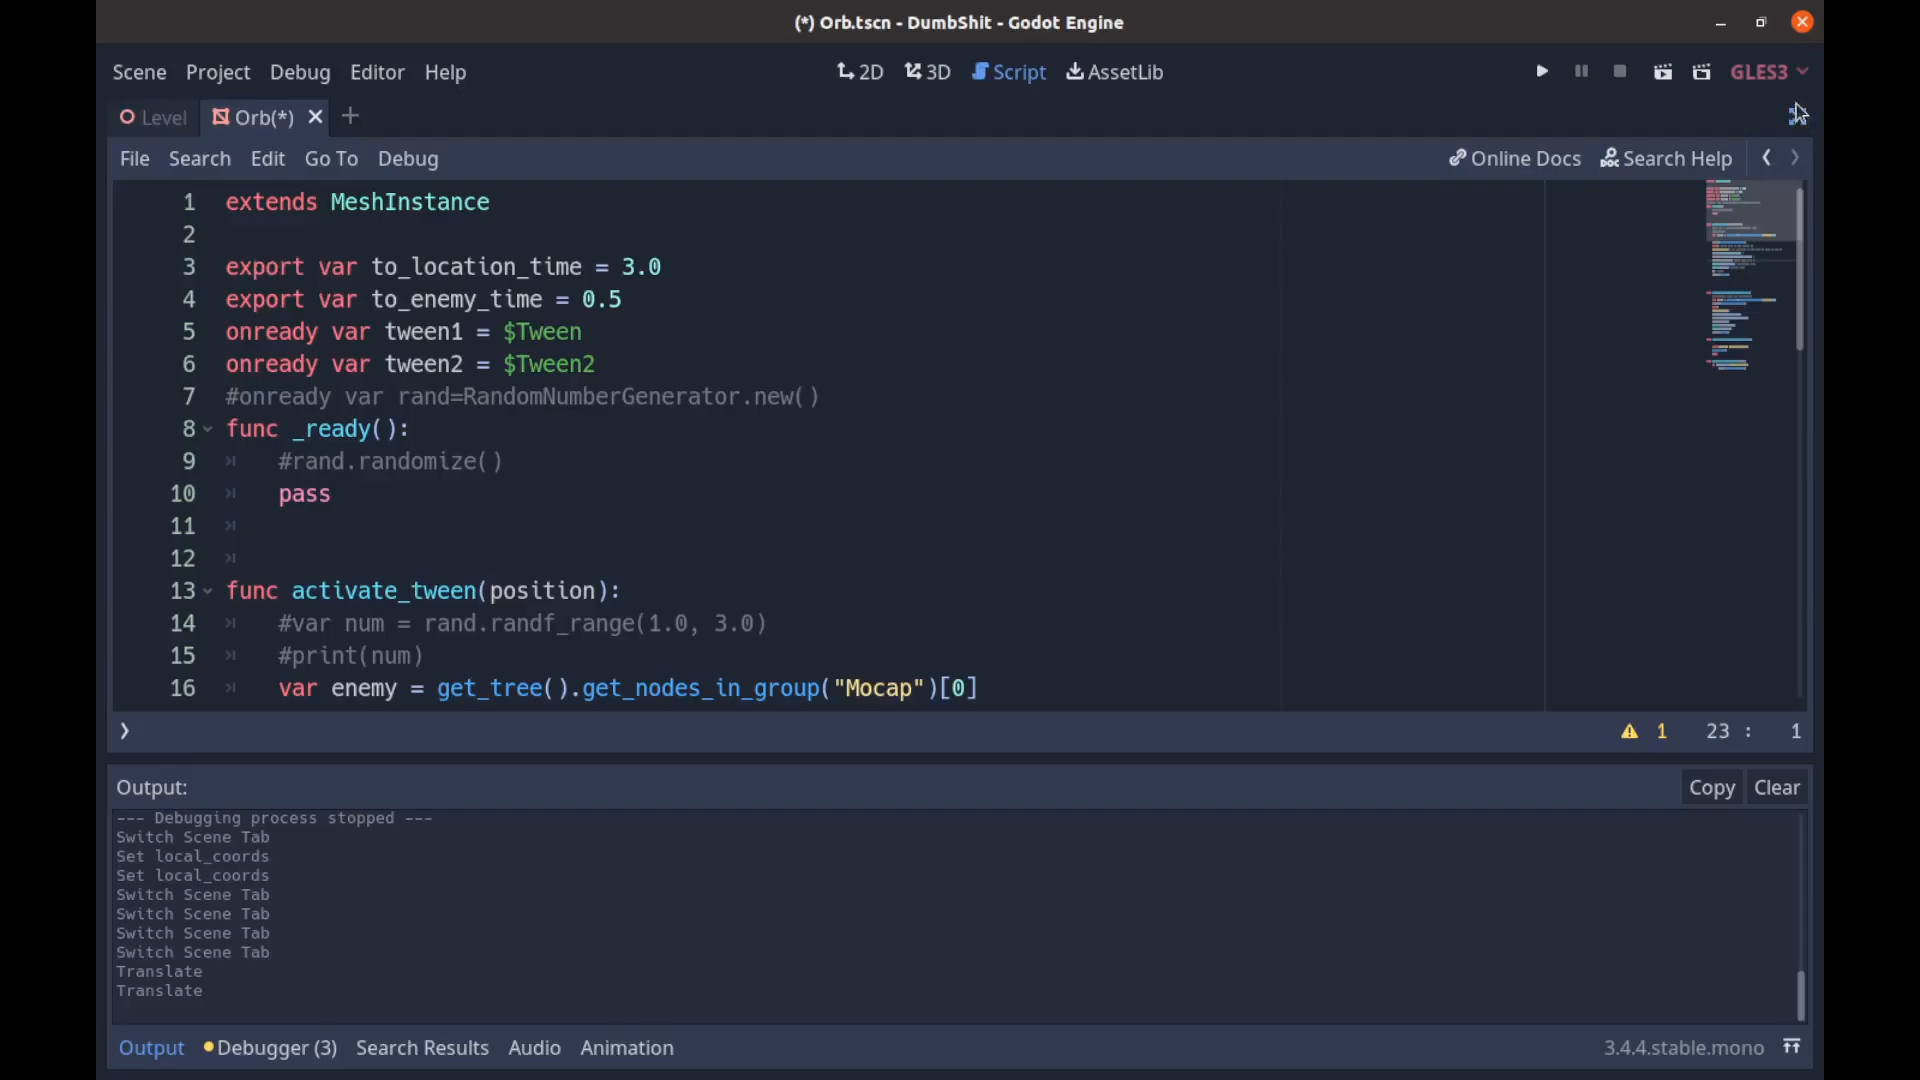 (*) Orb.tscn - DumbShit - Godot Engine
Scene Project Debug Editor Help 2D 3D Script AssetLib GLES3
Level Orb(*)
File Search Edit Go To Debug Online Docs Search Help
1 extends MeshInstance
2
3 export var to_location_time = 3.0
4 export var to_enemy_time = 0.5
5 onready var tween1 = $Tween
6 onready var tween2 = $Tween2
7 #onready var rand=RandomNumberGenerator.new()
8 func _ready():
9 #rand.randomize()
10 pass
11
12
13 func activate_tween(position):
14 #var num = rand.randf_range(1.0, 3.0)
15 #print(num)
16 var enemy = get_tree().get_nodes_in_group("Mocap")[0]
1 23 : 1
Output: Copy Clear
--- Debugging process stopped ---
Switch Scene Tab
Set local_coords
Set local_coords
Switch Scene Tab
Switch Scene Tab
Switch Scene Tab
Switch Scene Tab
Translate
Translate
Output Debugger (3) Search Results Audio Animation 3.4.4.stable.mono